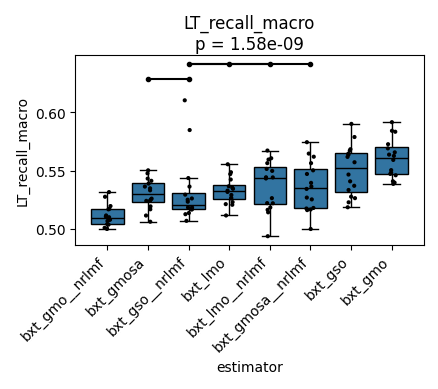 LT_recall_macro
p = 1.58e-09
LT_recall_macro
0.60
0.55
0.50
bxt_gmo__nrlmf
bxt_gmosa
bxt_gso__nrlmf
bxt_lmo
bxt_lmo__nrlmf
bxt_gmosa__nrlmf
bxt_gso
bxt_gmo
estimator